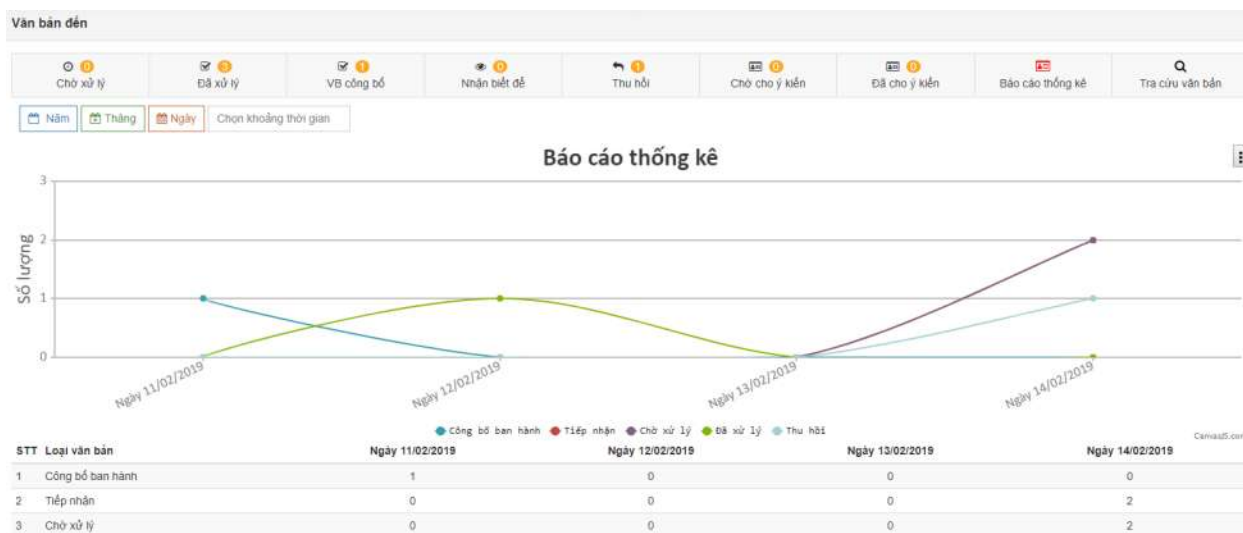 Văn bản đến
0 3 1 0 1 0 0
Chờ xử lý Đã xử lý VB công bố Nhận biết để Thu hồi Chờ cho ý kiến Đã cho ý kiến Báo cáo thống kê Tra cứu văn bản
Năm Tháng Ngày Chọn khoảng thời gian
Báo cáo thống kê
3
2
1
0
Số lượng
Ngày 11/02/2019 Ngày 12/02/2019 Ngày 13/02/2019 Ngày 14/02/2019
Công bố ban hành Tiếp nhận Chờ xử lý Đã xử lý Thu hồi
CanvasJS.com
STT Loại văn bản Ngày 11/02/2019 Ngày 12/02/2019 Ngày 13/02/2019 Ngày 14/02/2019
1 Công bố ban hành 1 0 0 0
2 Tiếp nhận 0 0 0 2
3 Chờ xử lý 0 0 0 2